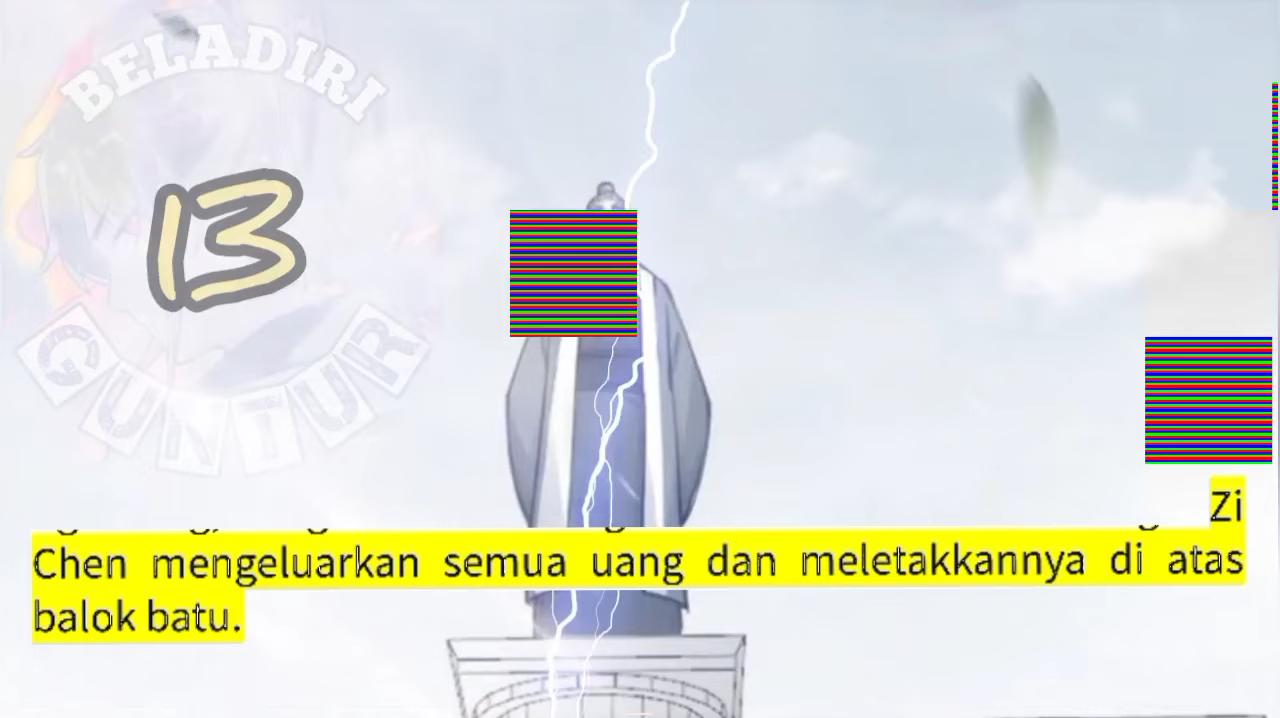 BELADIRI
13
GUNTUR
Zi
Chen mengeluarkan semua uang dan meletakkannya di atas
balok batu.